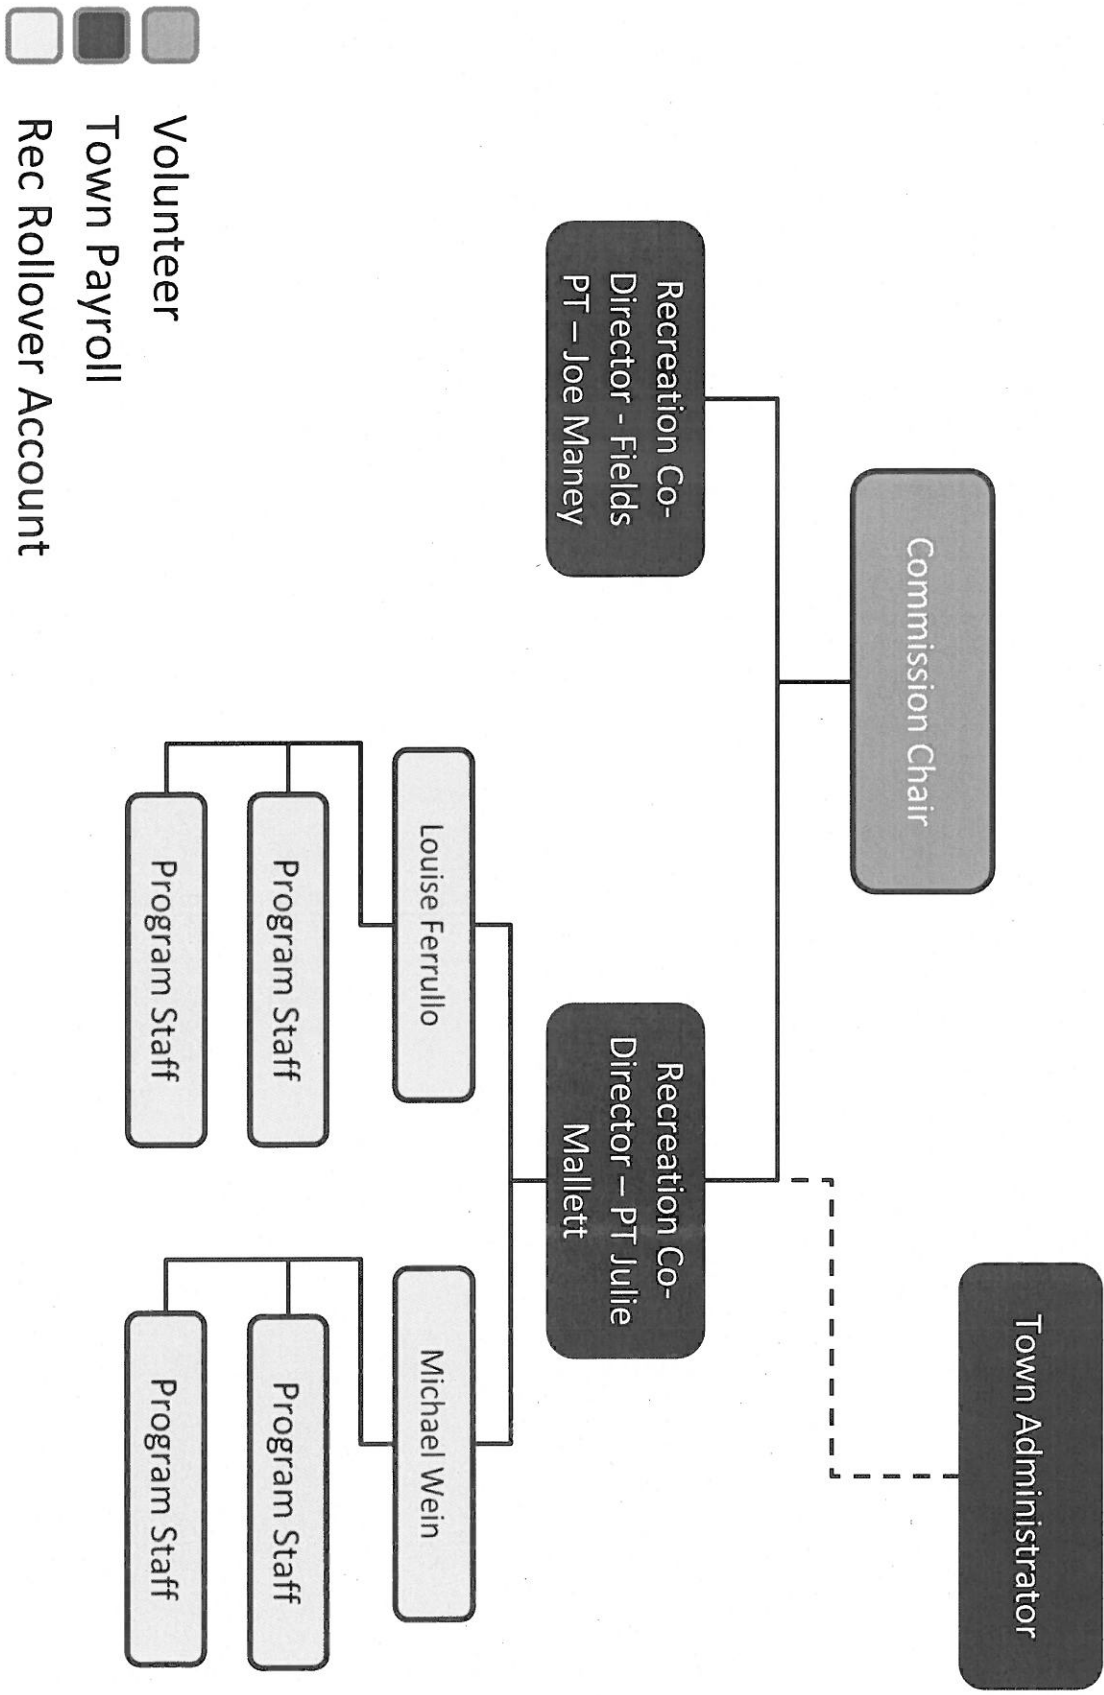 Town Administrator
Commission Chair
Recreation Co-
Director - Fields
PT – Joe Maney
Recreation Co-
Director – PT Julie
Mallett
Louise Ferrullo
Michael Wein
Program Staff
Program Staff
Program Staff
Program Staff
Volunteer
Town Payroll
Rec Rollover Account